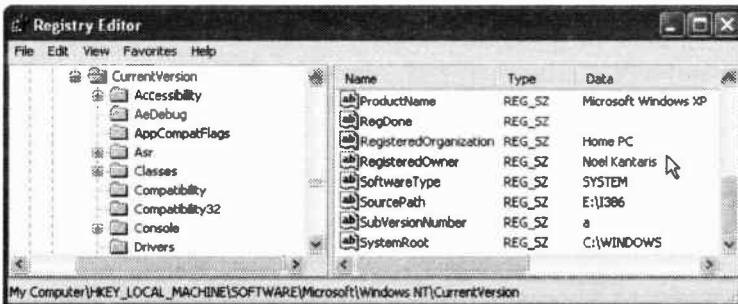 Registry Editor
File Edit View Favorites Help
CurrentVersion
Accessibility
AeDebug
AppCompatFlags
Asr
Classes
Compatibility
Compatibility32
Console
Drivers
Name Type Data
ProductName REG_SZ Microsoft Windows XP
RegDone REG_SZ
RegisteredOrganization REG_SZ Home PC
RegisteredOwner REG_SZ Noel Kantaris
SoftwareType REG_SZ SYSTEM
SourcePath REG_SZ E:\I386
SubVersionNumber REG_SZ a
SystemRoot REG_SZ C:\WINDOWS
My Computer\HKEY_LOCAL_MACHINE\SOFTWARE\Microsoft\Windows NT\CurrentVersion